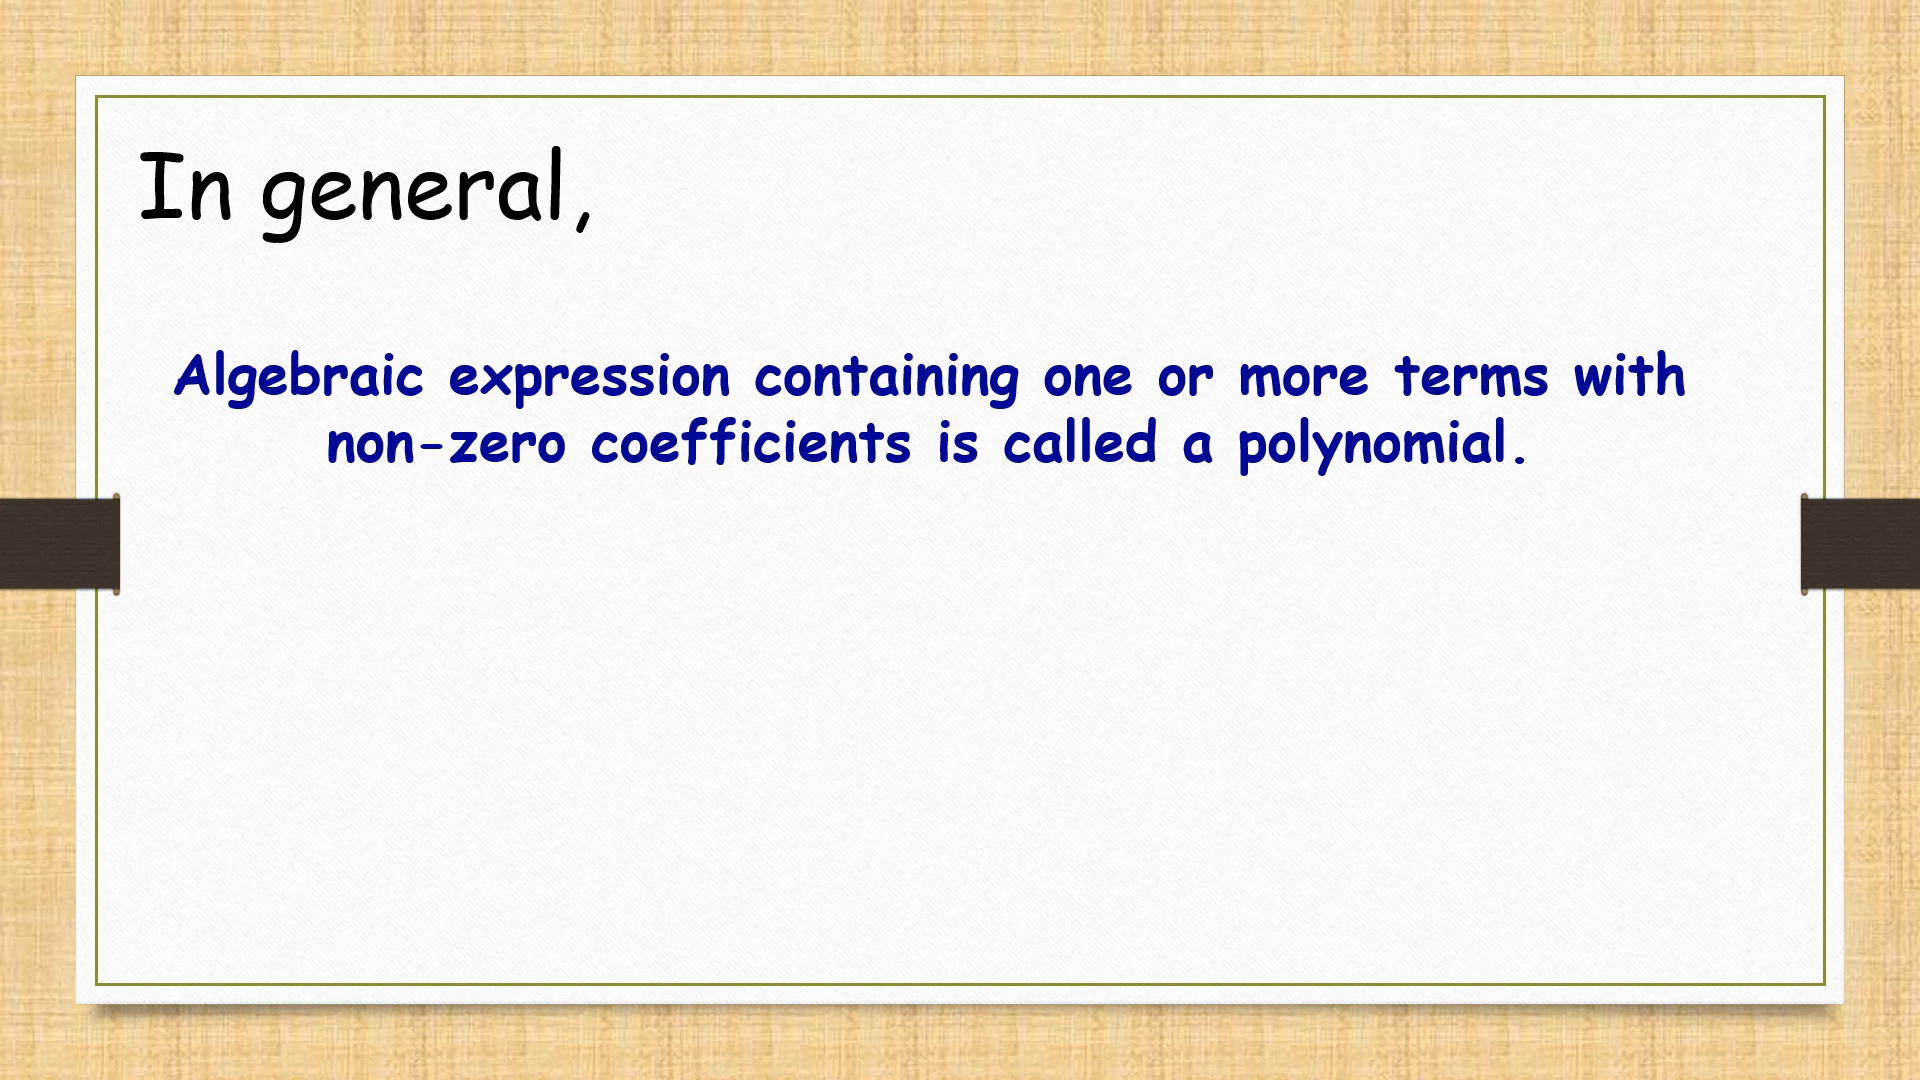 In general,
Algebraic expression containing one or more terms with
non-zero coefficients is called a polynomial.